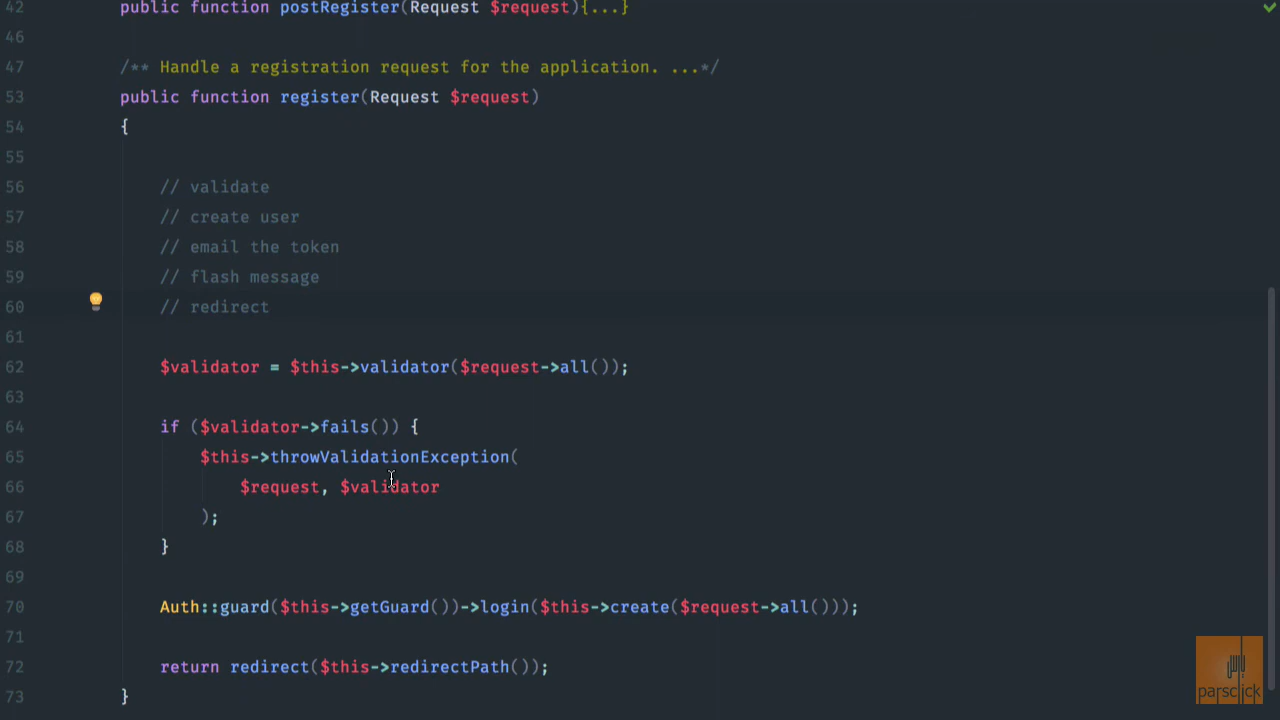 42 public function postRegister(Request $request){...}
46
47 /** Handle a registration request for the application. ...*/
53 public function register(Request $request)
54 {
55
56 // validate
57 // create user
58 // email the token
59 // flash message
60 // redirect
61
62 $validator = $this->validator($request->all());
63
64 if ($validator->fails()) {
65 $this->throwValidationException(
66 $request, $validator
67 );
68 }
69
70 Auth::guard($this->getGuard())->login($this->create($request->all()));
71
72 return redirect($this->redirectPath());
73 }
parsclick